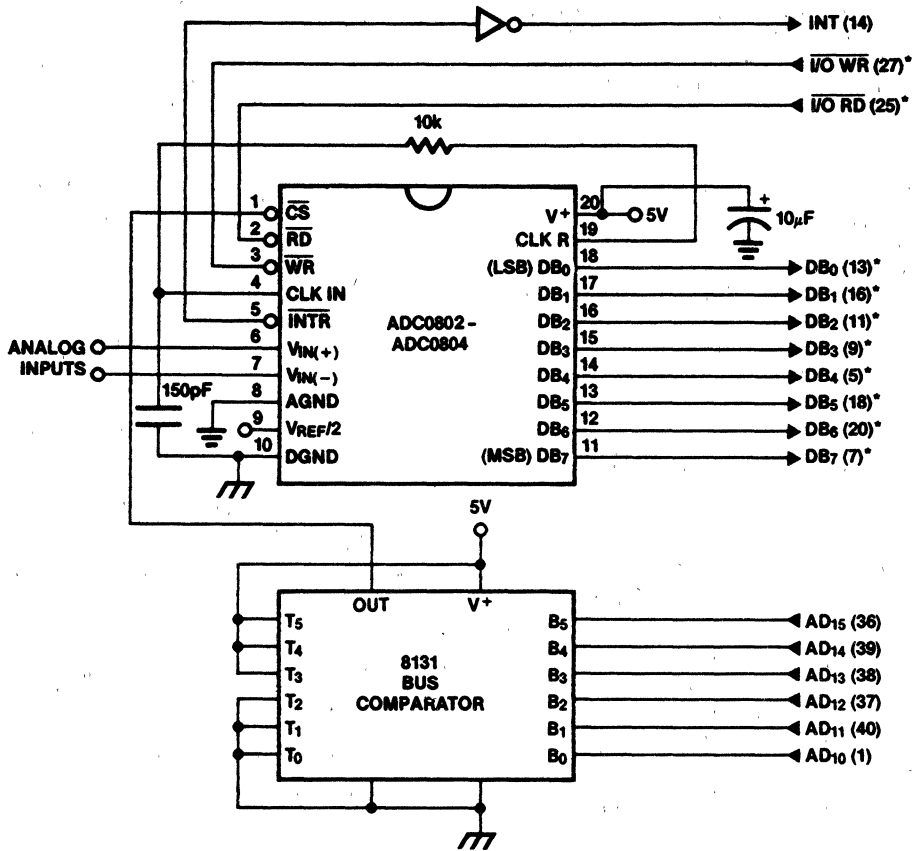 INT (14)
I/O WR (27)*
I/O RD (25)*
10k
1 CS V+ 20 5V + 10μF
2 RD CLK R 19
3 WR (LSB) DB0 18 DB0 (13)*
4 CLK IN DB1 17 DB1 (16)*
5 INTR DB2 16 DB2 (11)*
ADC0802 –
ADC0804
ANALOG
INPUTS
6 VIN(+) DB3 15 DB3 (9)*
7 VIN(–) DB4 14 DB4 (5)*
150pF
8 AGND DB5 13 DB5 (18)*
9 VREF/2 DB6 12 DB6 (20)*
10 DGND (MSB) DB7 11 DB7 (7)*
5V
OUT V+
T5 B5 AD15 (36)
T4 B4 AD14 (39)
8131
BUS
COMPARATOR
T3 B3 AD13 (38)
T2 B2 AD12 (37)
T1 B1 AD11 (40)
T0 B0 AD10 (1)